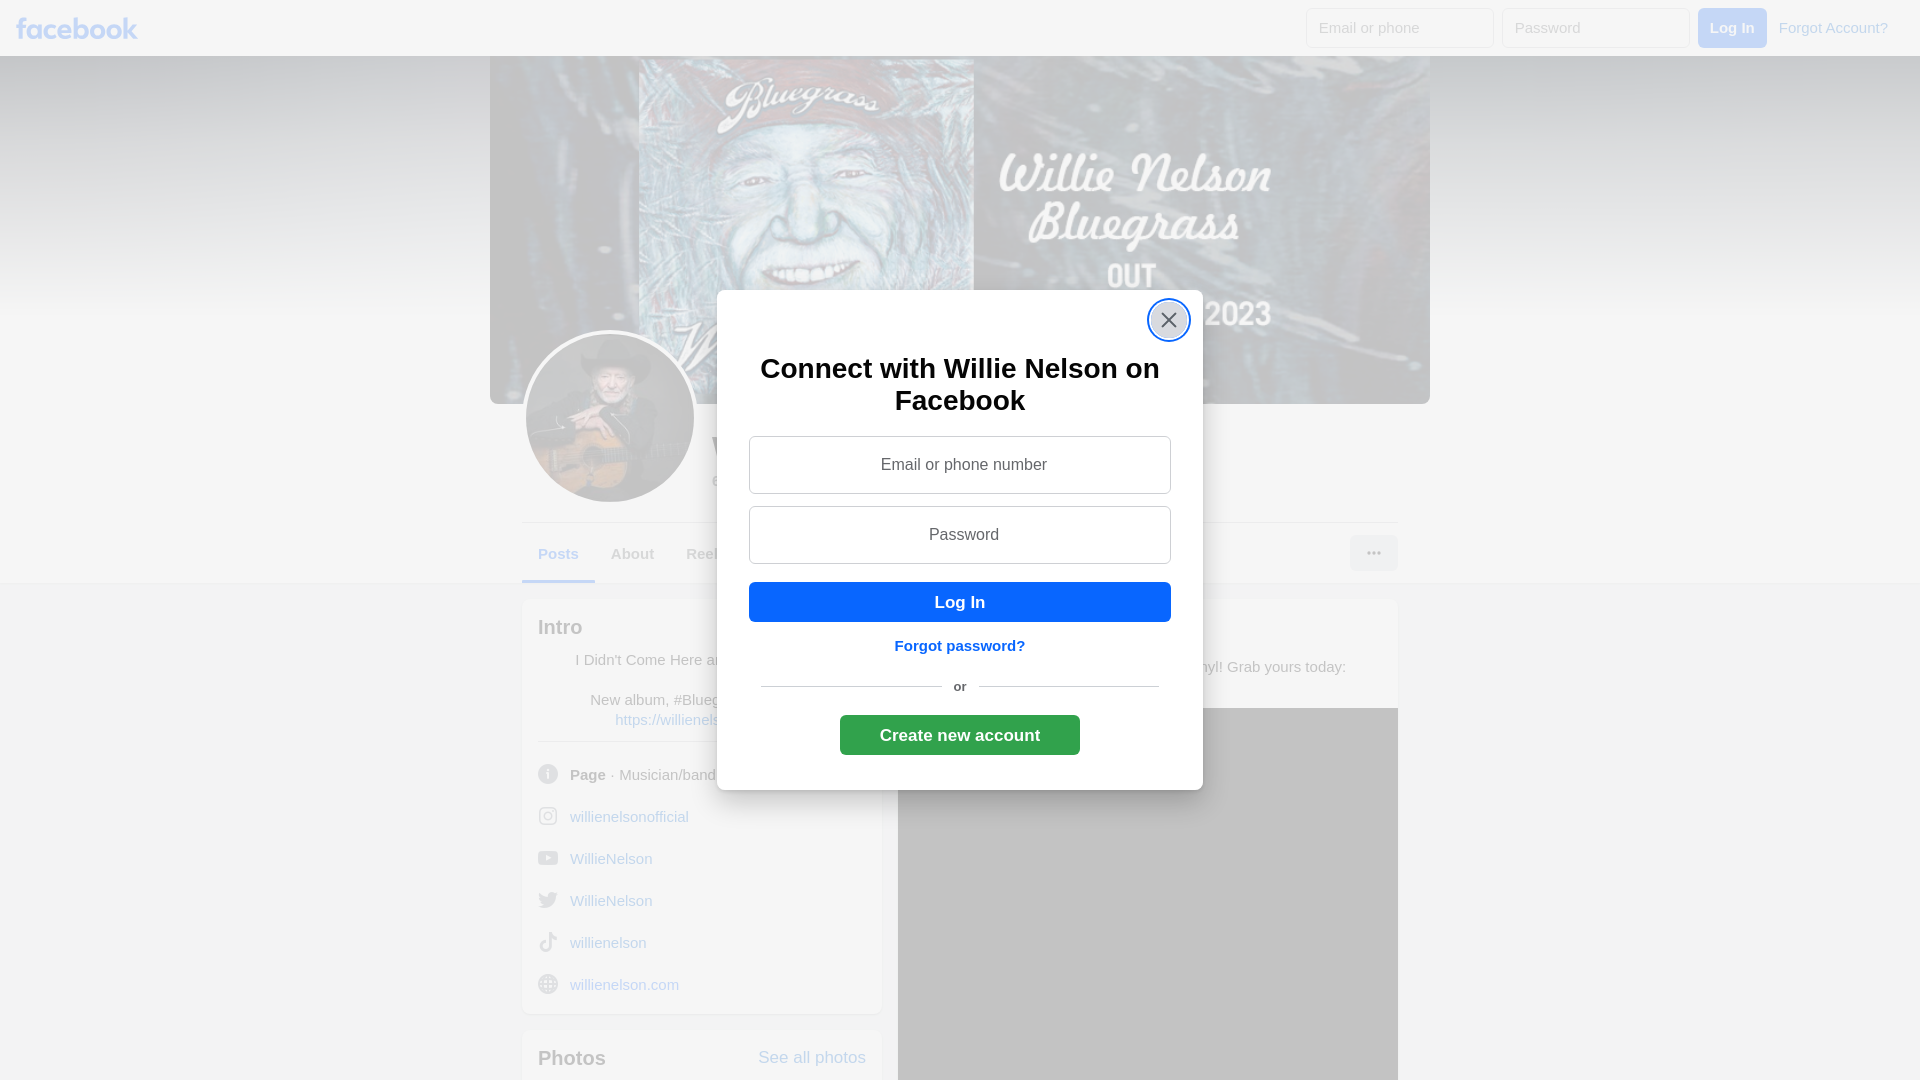 facebook
Email or phone
Password
Log In
Forgot Account?
Bluegrass
Willie Nelson
Bluegrass
OUT
2023
Connect with Willie Nelson on
Facebook
Email or phone number
Password
Log In
Forgot password?
or
Create new account
Posts
About
Reel
Intro
I Didn't Come Here
New album, #Blueg
https://willienels
Page · Musician/band
willienelsonofficial
WillieNelson
WillieNelson
willienelson
willienelson.com
Photos
See all photos
nyl! Grab yours today: